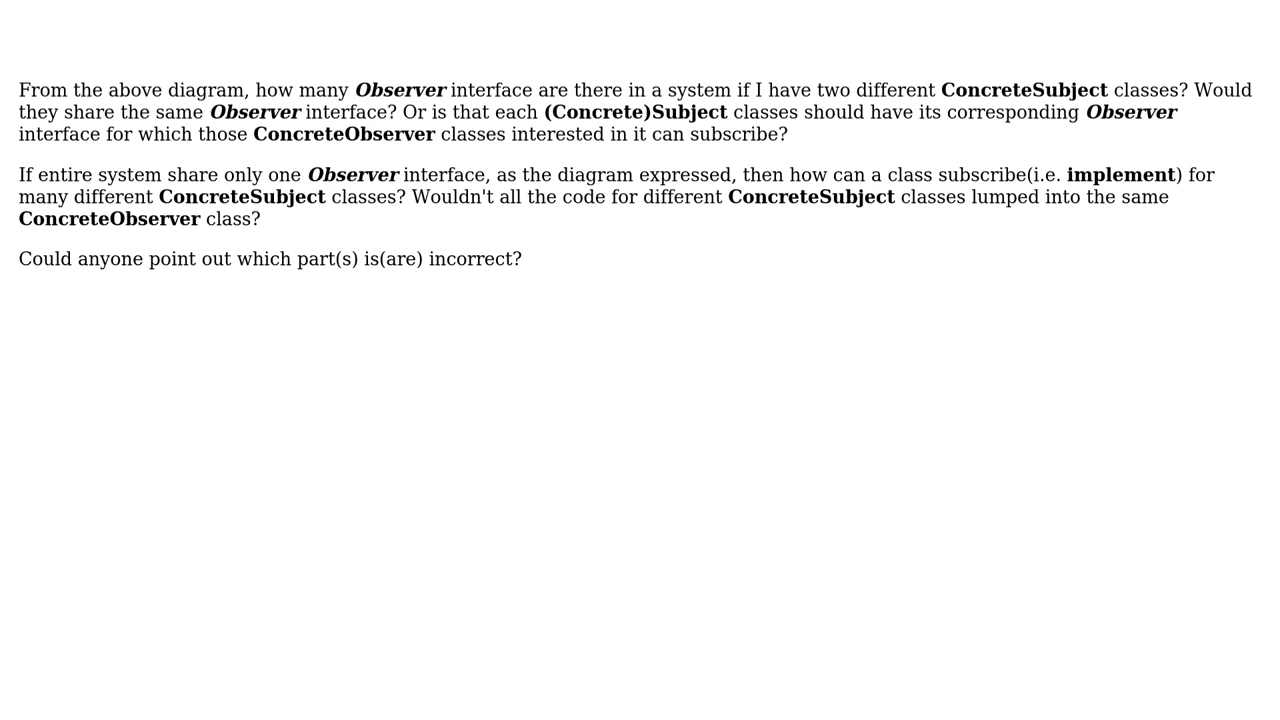 From the above diagram, how many Observer interface are there in a system if I have two different ConcreteSubject classes? Would
they share the same Observer interface? Or is that each (Concrete)Subject classes should have its corresponding Observer
interface for which those ConcreteObserver classes interested in it can subscribe?
If entire system share only one Observer interface, as the diagram expressed, then how can a class subscribe(i.e. implement) for
many different ConcreteSubject classes? Wouldn't all the code for different ConcreteSubject classes lumped into the same
ConcreteObserver class?
Could anyone point out which part(s) is(are) incorrect?